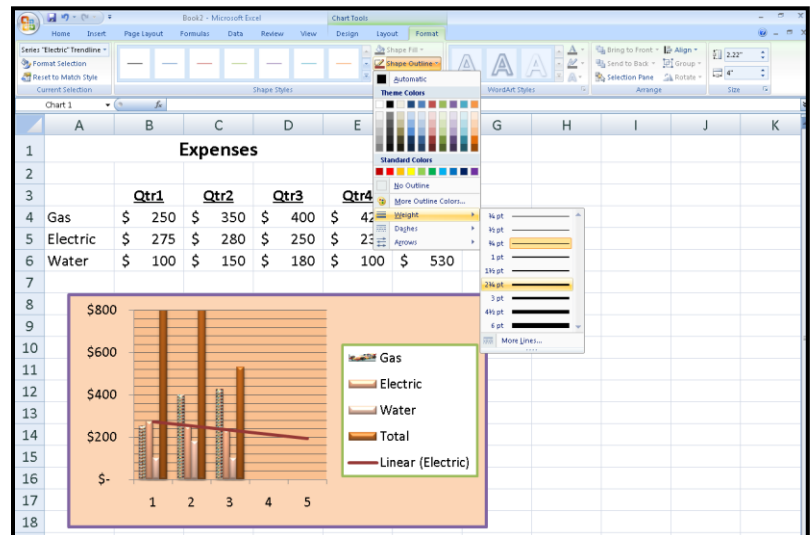 Book2 - Microsoft Excel Chart Tools
Home Insert Page Layout Formulas Data Review View Design Layout Format
Series "Electric" Trendline
Format Selection
Reset to Match Style
Current Selection
Shape Styles
Shape Fill
Shape Outline
WordArt Styles
Bring to Front
Send to Back
Selection Pane
Align
Group
Rotate
Arrange
2.22"
4"
Size
Chart 1 fx
Automatic
Theme Colors
Standard Colors
No Outline
More Outline Colors...
Weight
Dashes
Arrows
¼ pt
½ pt
¾ pt
1 pt
1½ pt
2¼ pt
3 pt
4½ pt
6 pt
More Lines...
A B C D E G H I J K
1 Expenses
2
3 Qtr1 Qtr2 Qtr3 Qtr4
4 Gas $ 250 $ 350 $ 400 $ 42
5 Electric $ 275 $ 280 $ 250 $ 23
6 Water $ 100 $ 150 $ 180 $ 100 $ 530
7
8
9
10
11
12
13
14
15
16
17
18
$800
$600
$400
$200
$-
1 2 3 4 5
Gas
Electric
Water
Total
Linear (Electric)